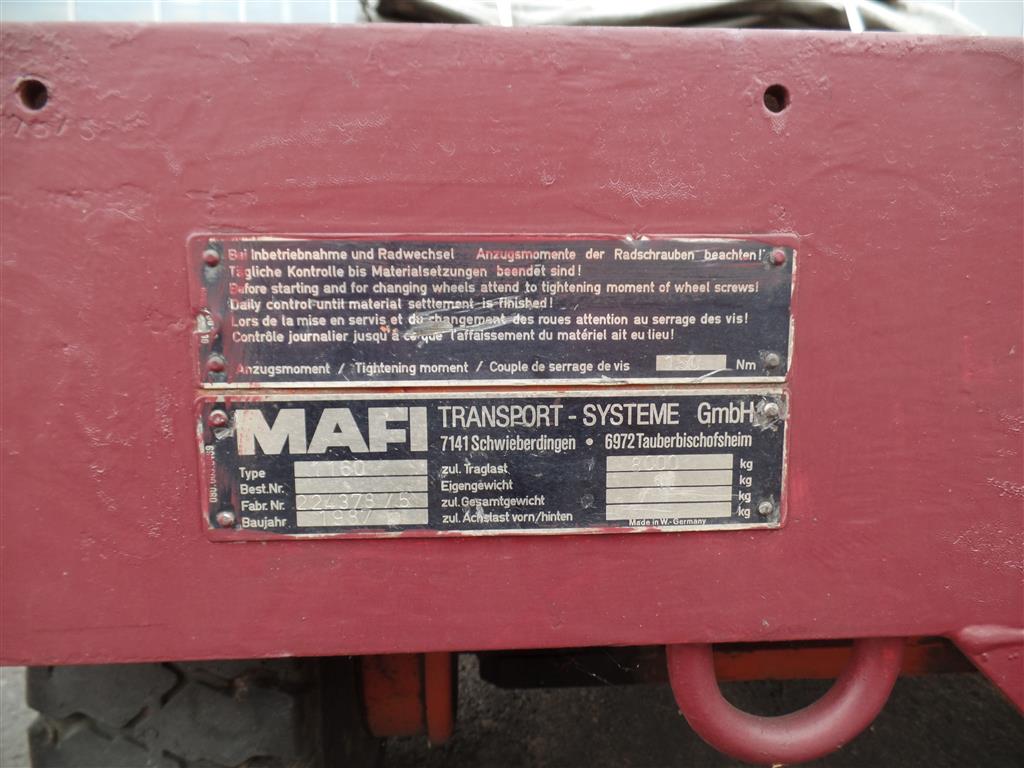 Bei Inbetriebnahme und Radwechsel Anzugsmomente der Radschrauben beachten!
Tägliche Kontrolle bis Materialsetzungen beendet sind!
Before starting and for changing wheels attend to tightening moment of wheel screws!
Daily control until material settlement is finished!
Lors de la mise en servis et du changement des roues attention au serrage des vis!
Contrôle journalier jusqu'à ce que l'affaissement du matériel ait eu lieu!
Anzugsmoment / Tightening moment / Couple de serrage de vis Nm
MAFI TRANSPORT-SYSTEME GmbH
7141 Schwieberdingen • 6972 Tauberbischofsheim
Type 1160 zul. Traglast 8000 kg
Best.Nr. Eigengewicht kg
Fabr. Nr. 224379/5 zul. Gesamtgewicht kg
Baujahr 1987 zul. Achslast vorn/hinten kg
Made in W.-Germany